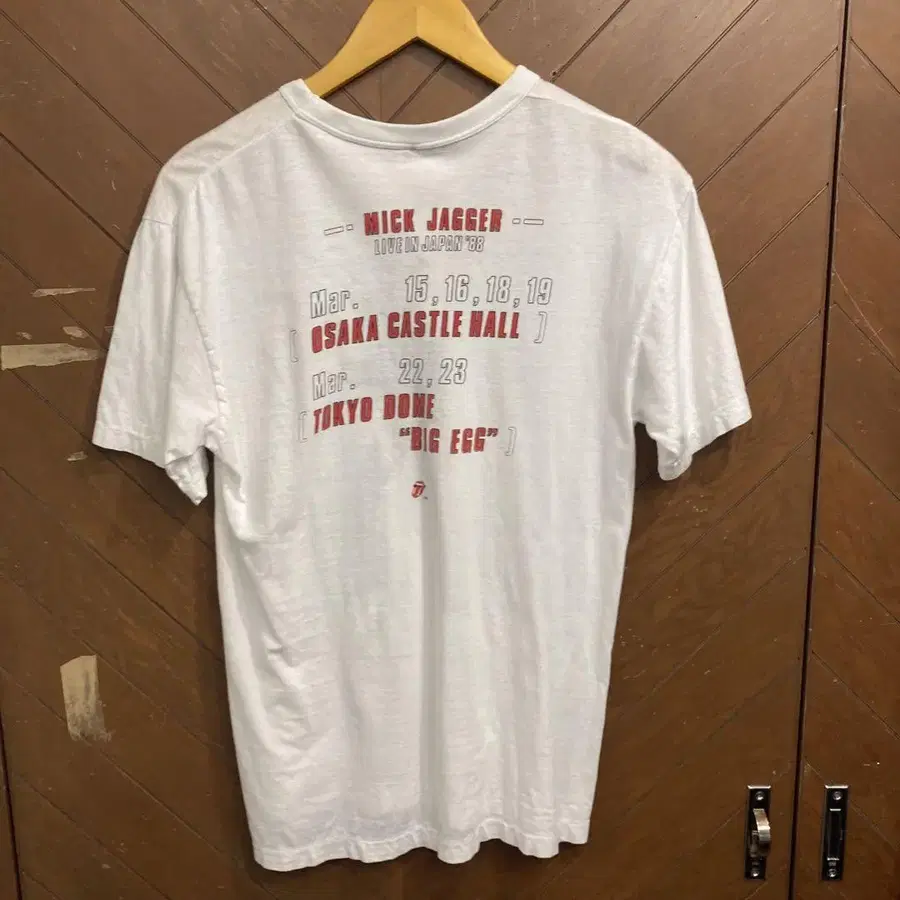 MICK JAGGER
LIVE IN JAPAN '88
Mar. 15, 16, 18, 19
[OSAKA CASTLE HALL]
Mar. 22, 23
[TOKYO DOME
"BIG EGG"]